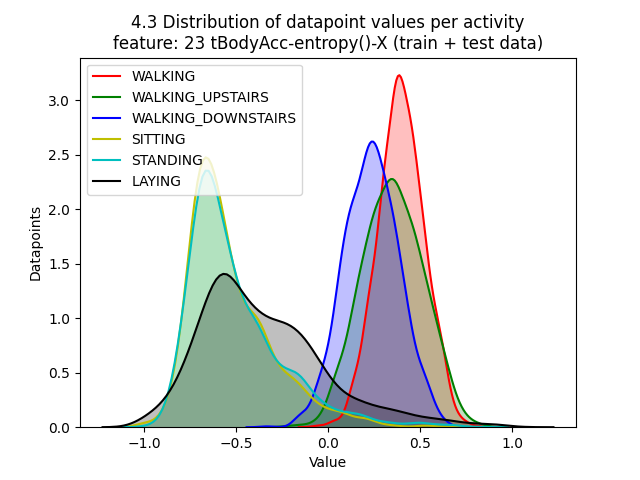 4.3 Distribution of datapoint values per activity
feature: 23 tBodyAcc-entropy()-X (train + test data)
WALKING
WALKING_UPSTAIRS
WALKING_DOWNSTAIRS
SITTING
STANDING
LAYING
Datapoints
3.0
2.5
2.0
1.5
1.0
0.5
0.0
−1.0
−0.5
0.0
0.5
1.0
Value